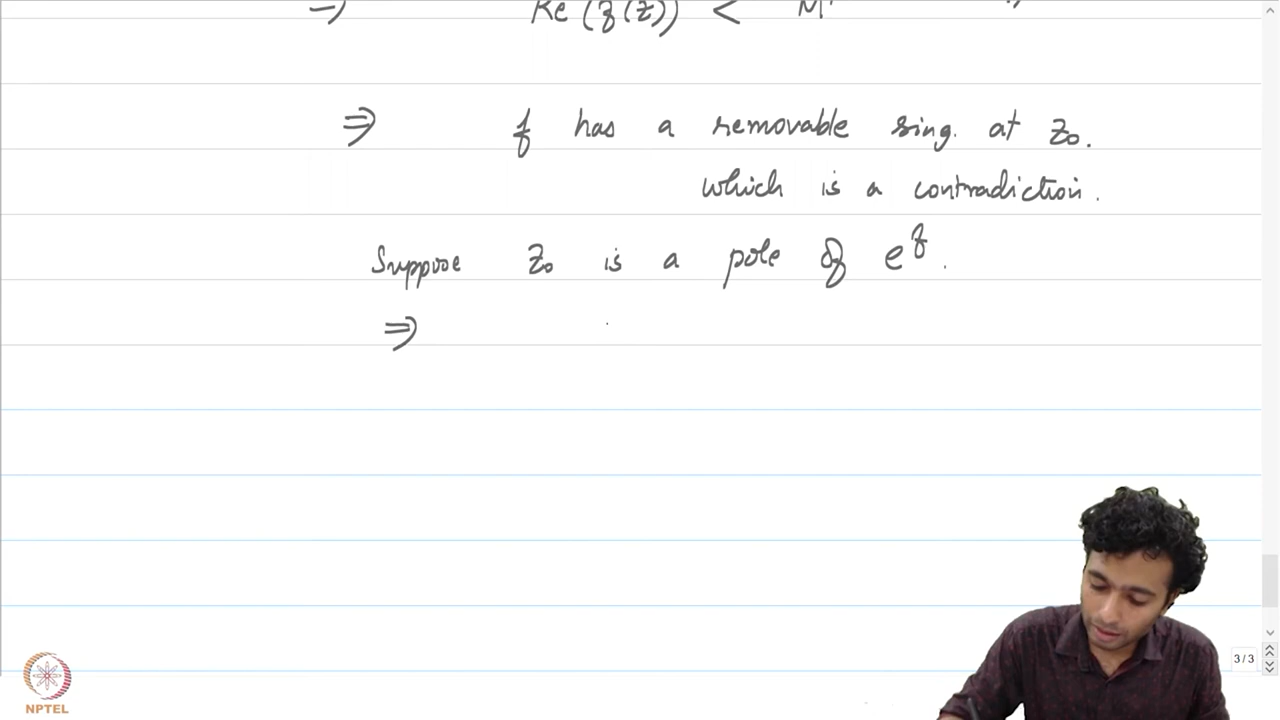 ⇒ Re (f(z)) < M'
⇒ f has a removable sing. at z₀.
which is a contradiction.
Suppose z₀ is a pole of e^f.
⇒
3 / 3
NPTEL